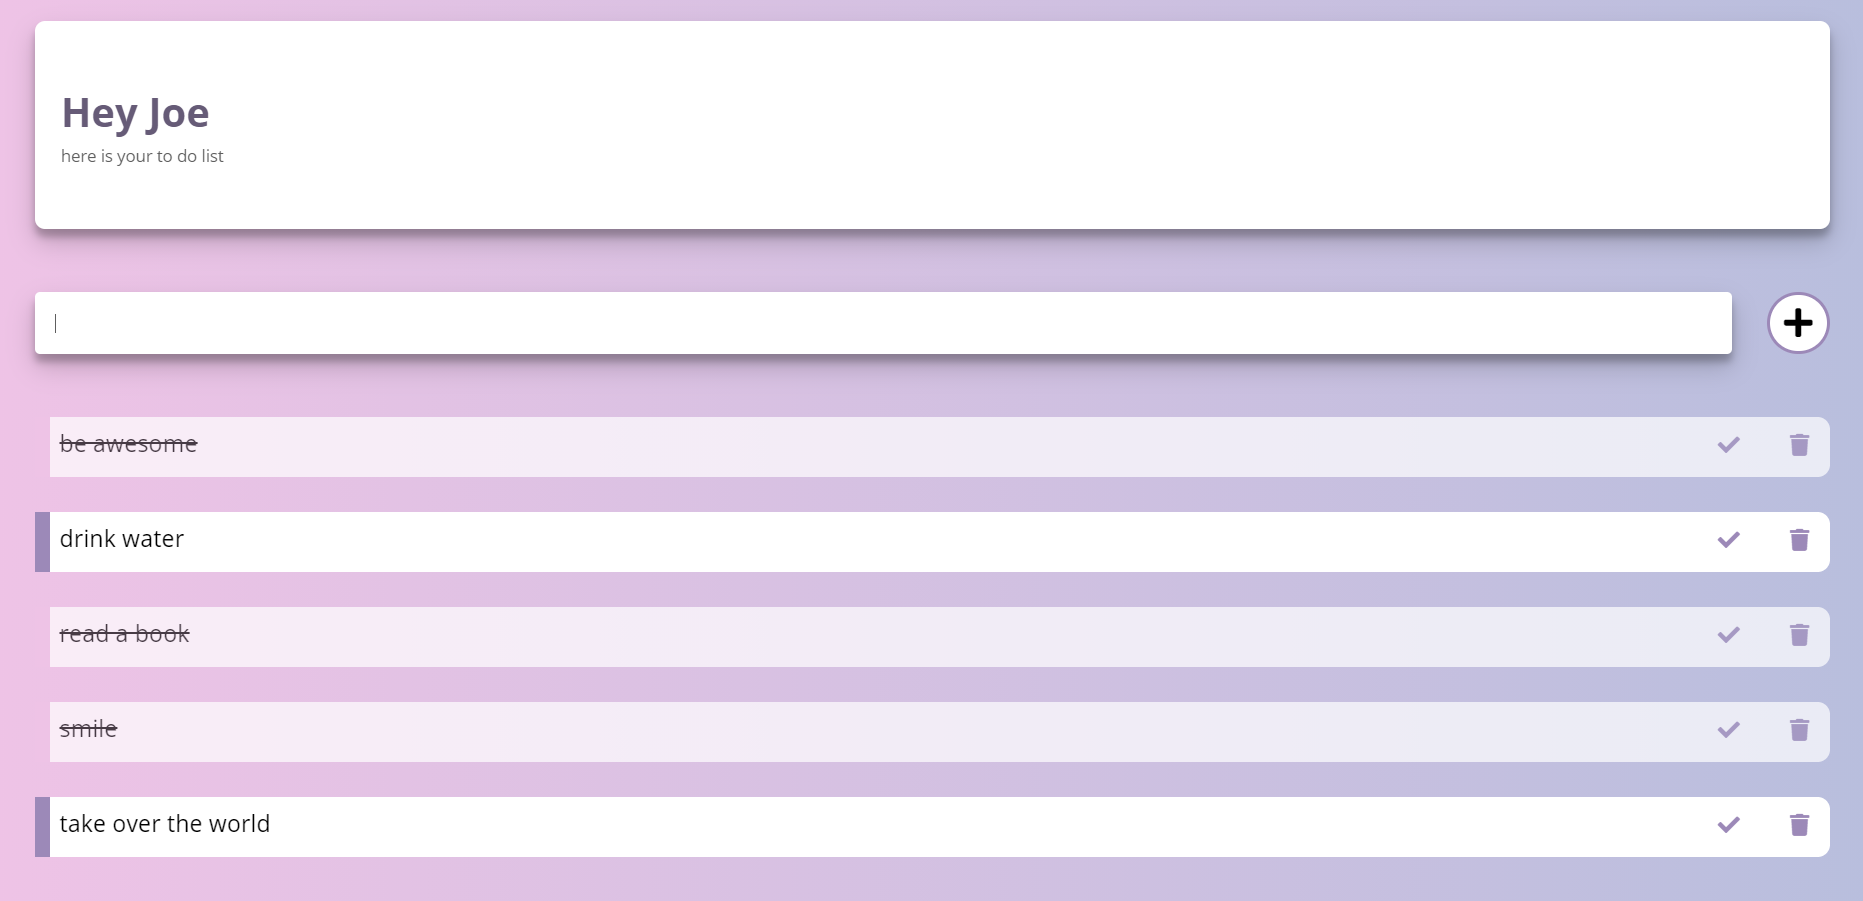 Hey Joe
here is your to do list
be awesome
drink water
read a book
smile
take over the world